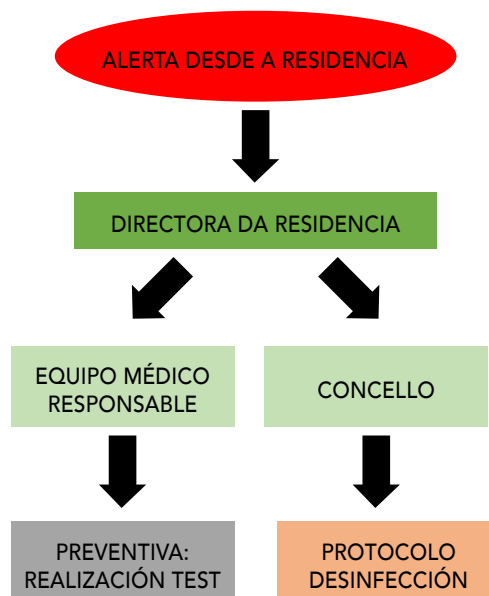 ALERTA DESDE A RESIDENCIA
DIRECTORA DA RESIDENCIA
EQUIPO MÉDICO
RESPONSABLE
CONCELLO
PREVENTIVA:
REALIZACIÓN TEST
PROTOCOLO
DESINFECCIÓN